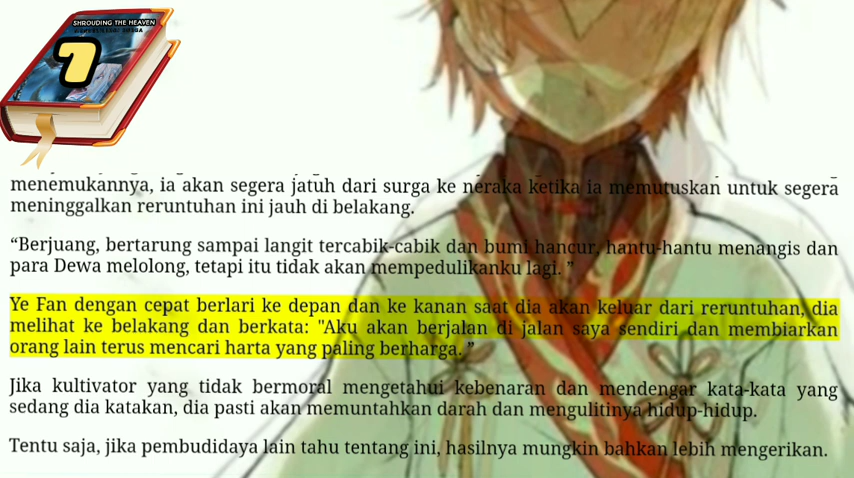 SHROUDING THE HEAVEN
7
menemukannya, ia akan segera jatuh dari surga ke neraka ketika ia memutuskan untuk segera
meninggalkan reruntuhan ini jauh di belakang.
“Berjuang, bertarung sampai langit tercabik-cabik dan bumi hancur, hantu-hantu menangis dan
para Dewa melolong, tetapi itu tidak akan mempedulikanku lagi. ”
Ye Fan dengan cepat berlari ke depan dan ke kanan saat dia akan keluar dari reruntuhan, dia
melihat ke belakang dan berkata: "Aku akan berjalan di jalan saya sendiri dan membiarkan
orang lain terus mencari harta yang paling berharga. ”
Jika kultivator yang tidak bermoral mengetahui kebenaran dan mendengar kata-kata yang
sedang dia katakan, dia pasti akan memuntahkan darah dan mengulitinya hidup-hidup.
Tentu saja, jika pembudidaya lain tahu tentang ini, hasilnya mungkin bahkan lebih mengerikan.